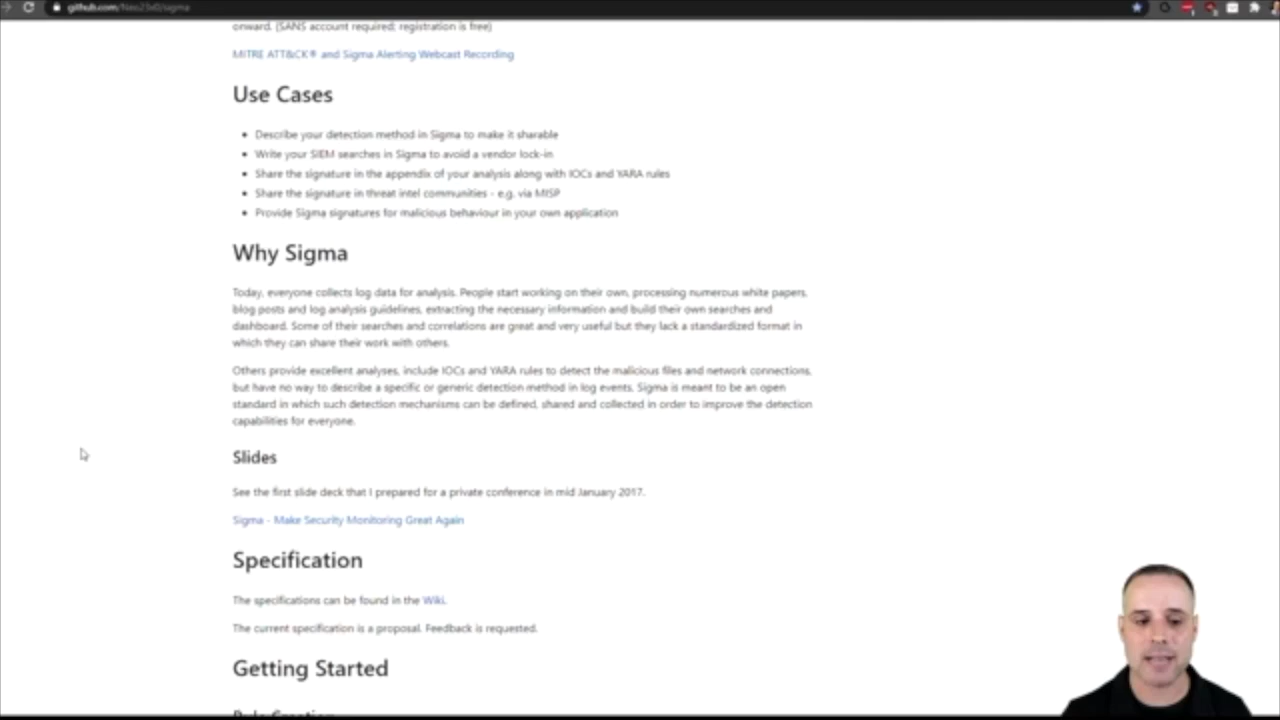 github.com/Neo23x0/sigma
onward. (SANS account required; registration is free)
MITRE ATT&CK® and Sigma Alerting Webcast Recording
Use Cases
Describe your detection method in Sigma to make it sharable
Write your SIEM searches in Sigma to avoid a vendor lock-in
Share the signature in the appendix of your analysis along with IOCs and YARA rules
Share the signature in threat intel communities - e.g. via MISP
Provide Sigma signatures for malicious behaviour in your own application
Why Sigma
Today, everyone collects log data for analysis. People start working on their own, processing numerous white papers,
blog posts and log analysis guidelines, extracting the necessary information and build their own searches and
dashboard. Some of their searches and correlations are great and very useful but they lack a standardized format in
which they can share their work with others.
Others provide excellent analyses, include IOCs and YARA rules to detect the malicious files and network connections,
but have no way to describe a specific or generic detection method in log events. Sigma is meant to be an open
standard in which such detection mechanisms can be defined, shared and collected in order to improve the detection
capabilities for everyone.
Slides
See the first slide deck that I prepared for a private conference in mid January 2017.
Sigma - Make Security Monitoring Great Again
Specification
The specifications can be found in the Wiki.
The current specification is a proposal. Feedback is requested.
Getting Started
Rule Creation